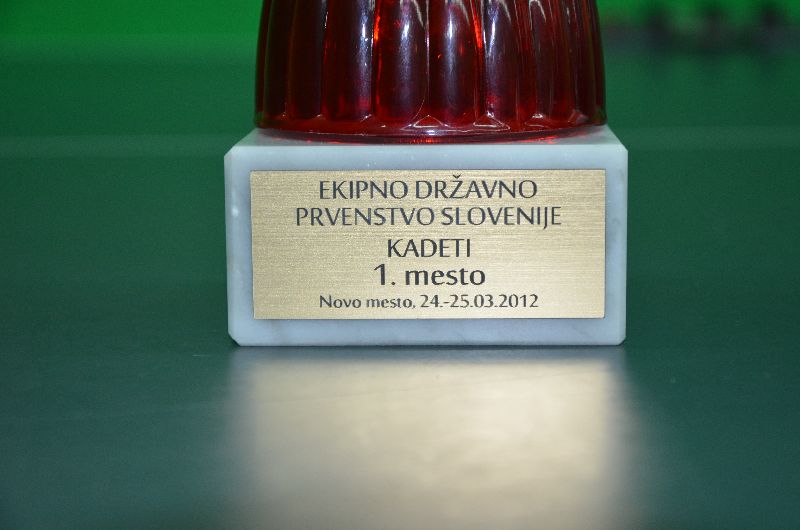 EKIPNO DRŽAVNO
PRVENSTVO SLOVENIJE
KADETI
1. mesto
Novo mesto, 24.-25.03.2012